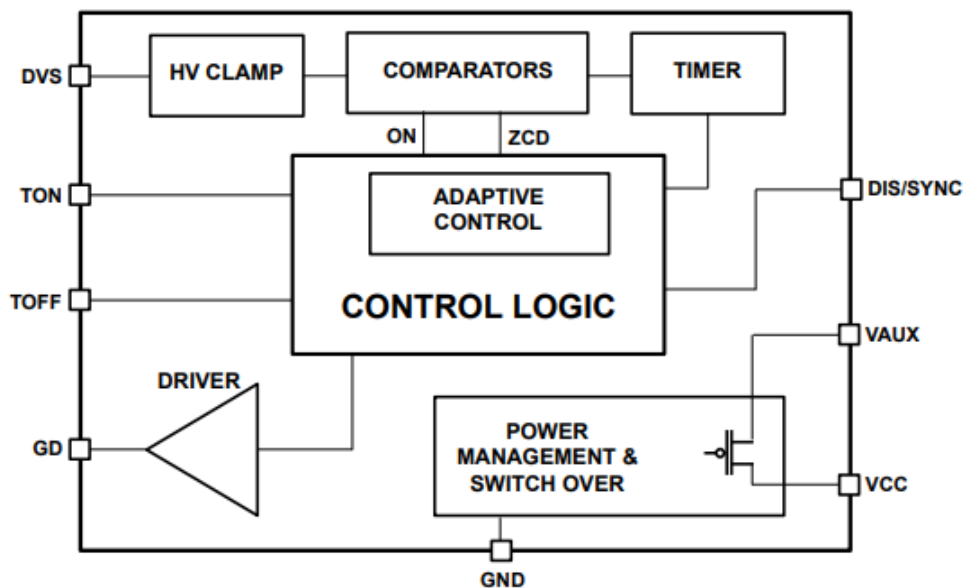 DVS
HV CLAMP
COMPARATORS
TIMER
ON
ZCD
TON
ADAPTIVE
CONTROL
DIS/SYNC
TOFF
CONTROL LOGIC
VAUX
DRIVER
GD
POWER
MANAGEMENT &
SWITCH OVER
VCC
GND